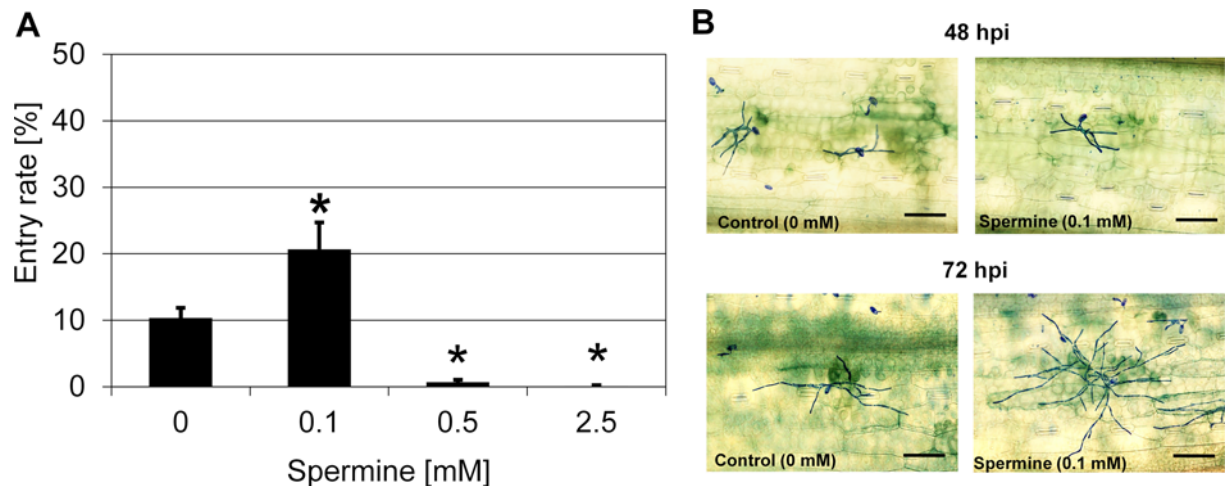 A
50
40
30
20
10
0
Entry rate [%]
*
*
*
0 0.1 0.5 2.5
Spermine [mM]
B
48 hpi
Control (0 mM)
Spermine (0.1 mM)
72 hpi
Control (0 mM)
Spermine (0.1 mM)